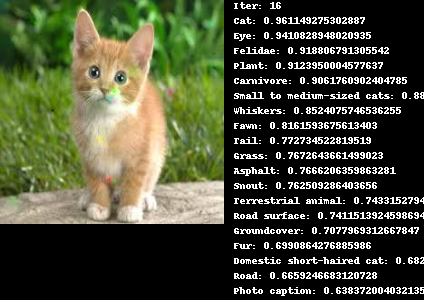 Iter: 16
Cat: 0.961149275302887
Eye: 0.9410828948020935
Felidae: 0.918806791305542
Plant: 0.9123950004577637
Carnivore: 0.9061760902404785
Small to medium-sized cats: 0.88
Whiskers: 0.8524075746536255
Fawn: 0.8161593675613403
Tail: 0.772734522819519
Grass: 0.7672643661499023
Asphalt: 0.7666206359863281
Snout: 0.762509286403656
Terrestrial animal: 0.7433152794
Road surface: 0.7411513924598694
Groundcover: 0.7077969312667847
Fur: 0.6990864276885986
Domestic short-haired cat: 0.682
Road: 0.6659246683120728
Photo caption: 0.638372004032135